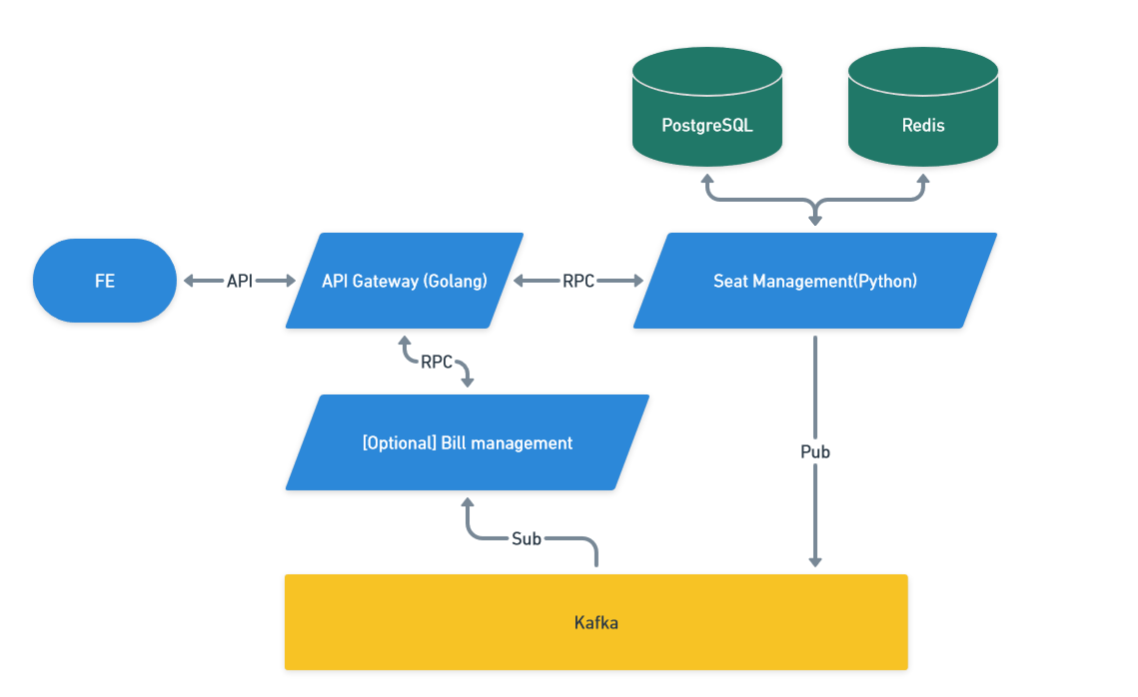 PostgreSQL
Redis
FE
API
API Gateway (Golang)
RPC
Seat Management(Python)
RPC
[Optional] Bill management
Pub
Sub
Kafka